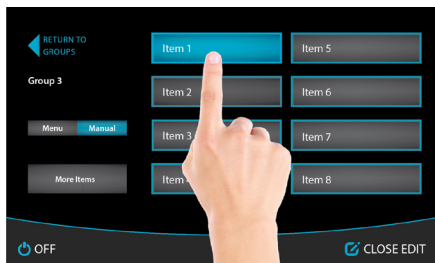 RETURN TO
GROUPS
Group 3
Menu Manual
More Items
Item 1
Item 2
Item 3
Item
Item 5
Item 6
Item 7
Item 8
OFF
CLOSE EDIT